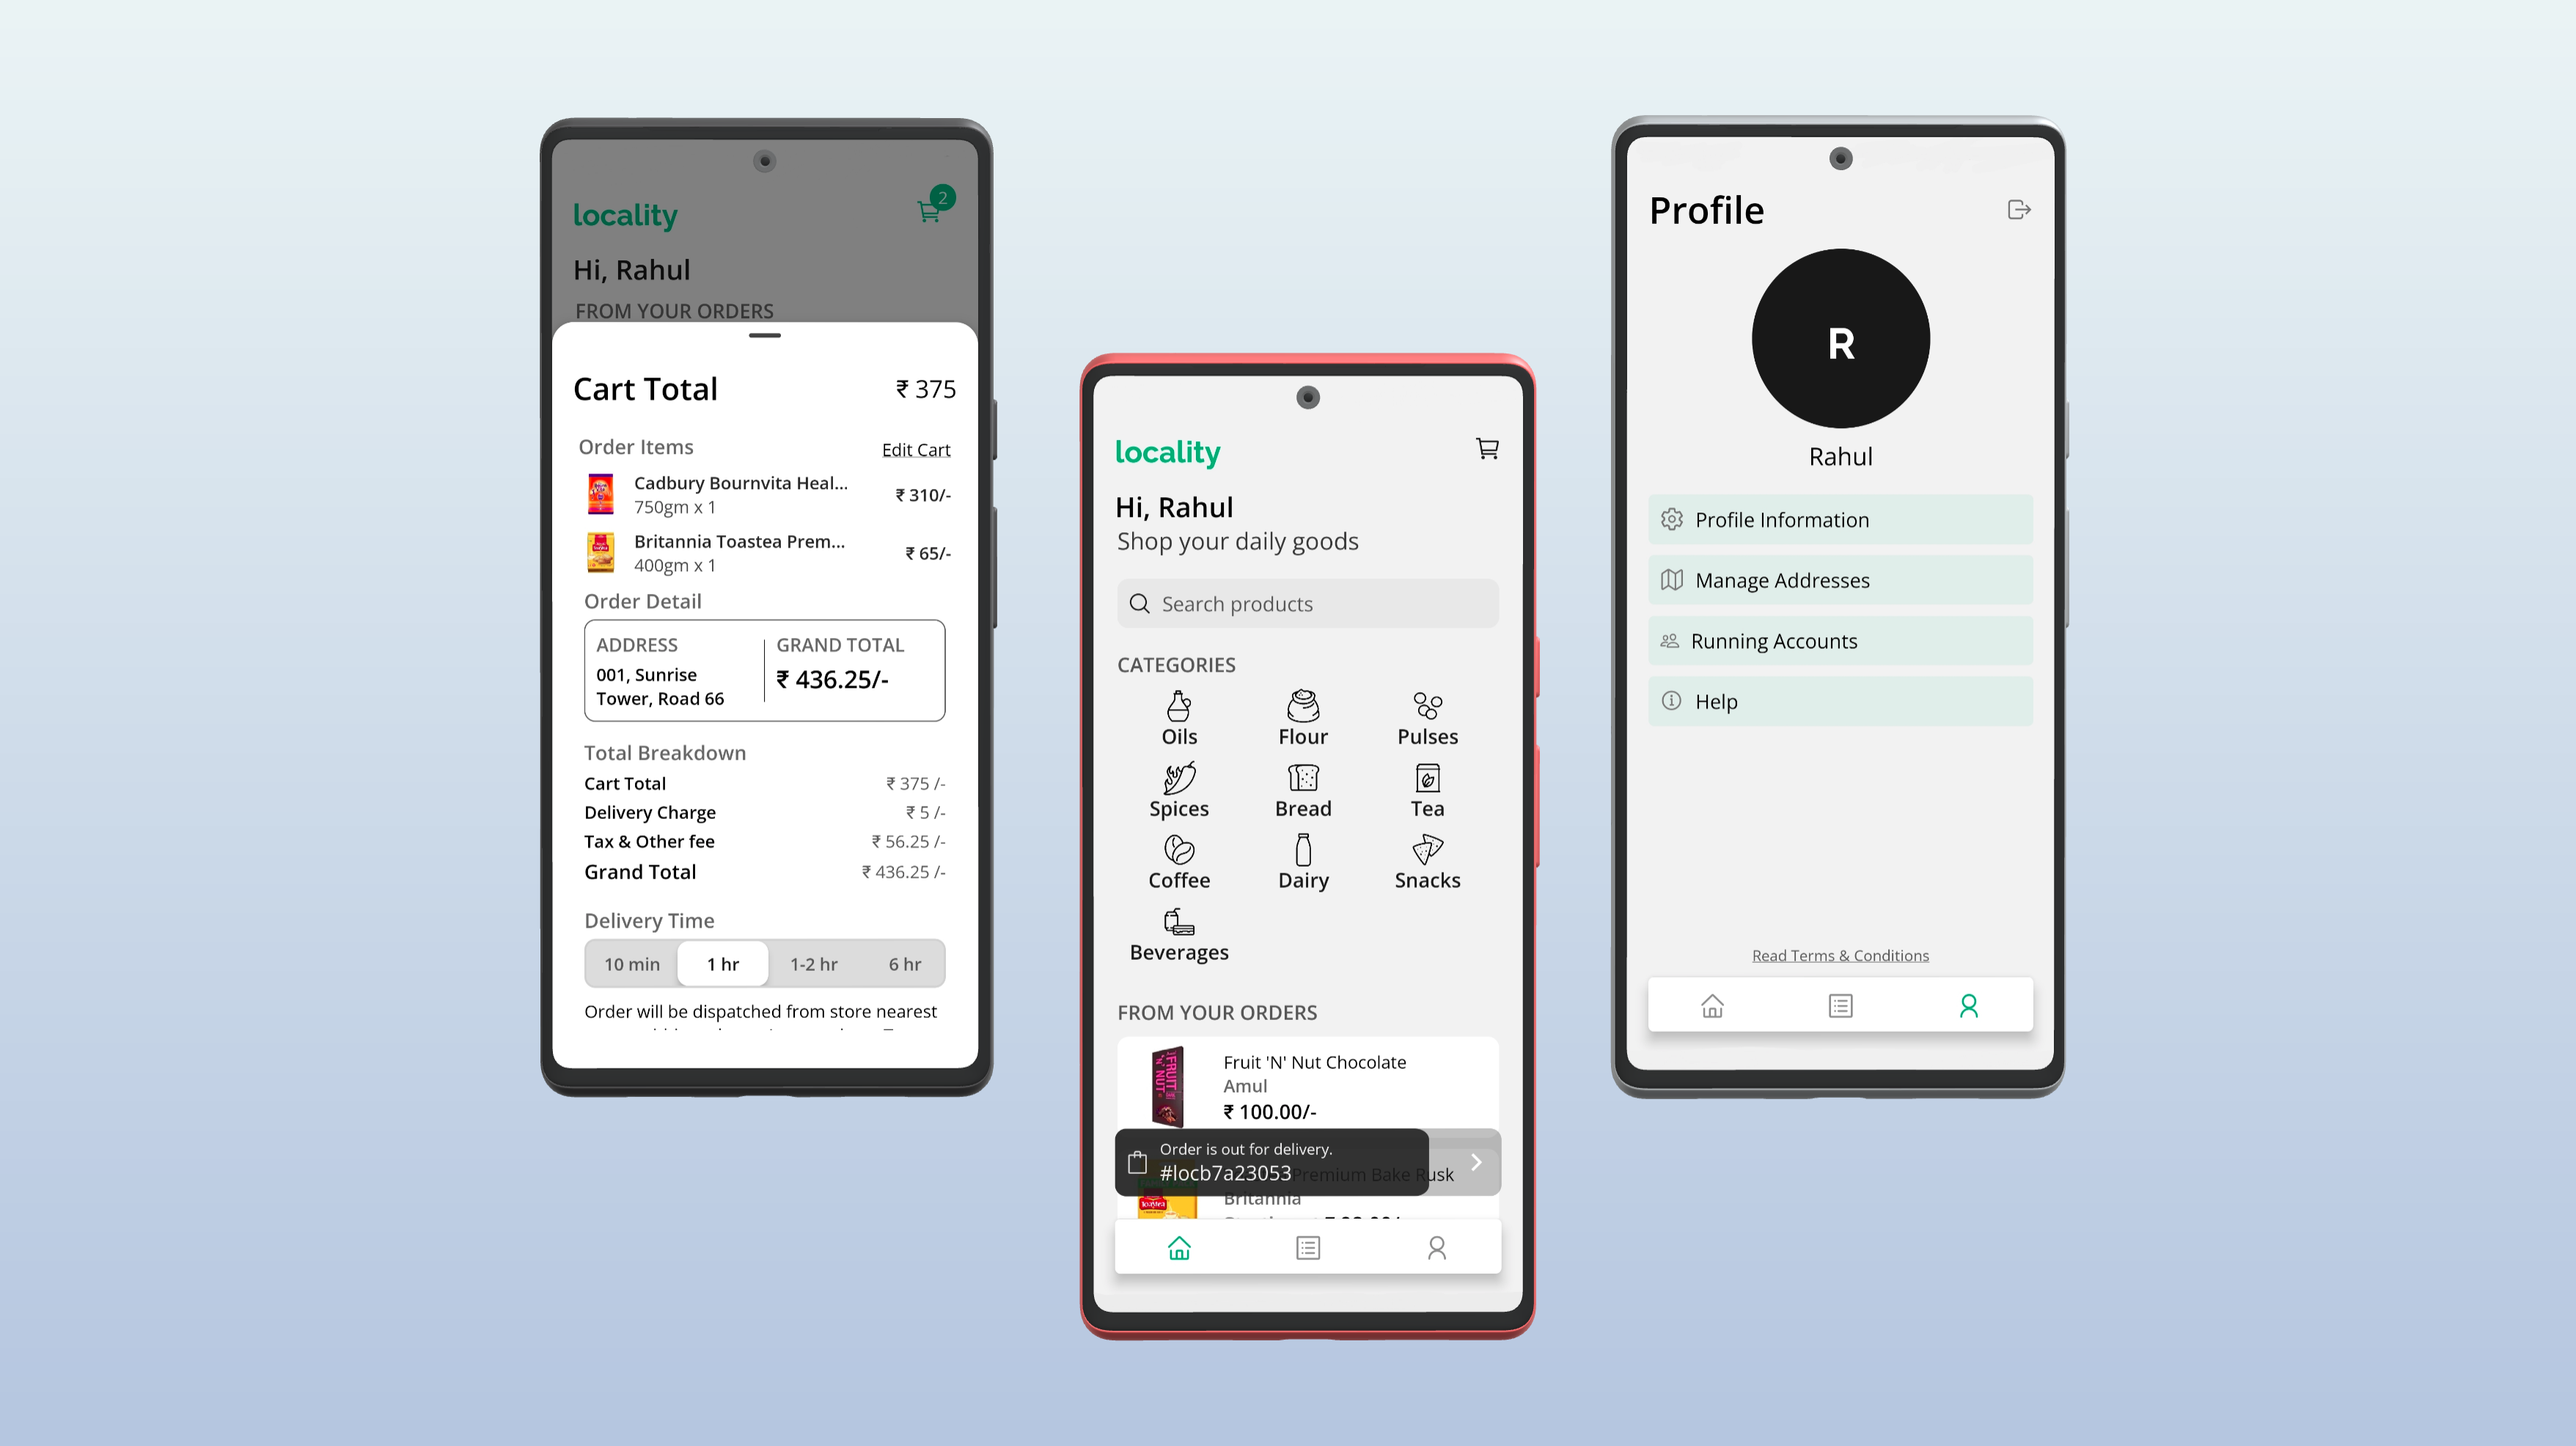 locality
2
Hi, Rahul
FROM YOUR ORDERS
Cart Total
₹ 375
Order Items
Edit Cart
Cadbury Bournvita Heal...
750gm x 1
₹ 310/-
Britannia Toastea Prem...
400gm x 1
₹ 65/-
Order Detail
ADDRESS
001, Sunrise
Tower, Road 66
GRAND TOTAL
₹ 436.25/-
Total Breakdown
Cart Total ₹ 375 /-
Delivery Charge ₹ 5 /-
Tax & Other fee ₹ 56.25 /-
Grand Total ₹ 436.25 /-
Delivery Time
10 min 1 hr 1-2 hr 6 hr
Order will be dispatched from store nearest
locality
Hi, Rahul
Shop your daily goods
Search products
CATEGORIES
Oils Flour Pulses
Spices Bread Tea
Coffee Dairy Snacks
Beverages
FROM YOUR ORDERS
FRUIT 'N' NUT
Fruit 'N' Nut Chocolate
Amul
₹ 100.00/-
Order is out for delivery.
#locb7a23053
Premium Bake Rusk
toastea
Britannia
Profile
R
Rahul
Profile Information
Manage Addresses
Running Accounts
Help
Read Terms & Conditions